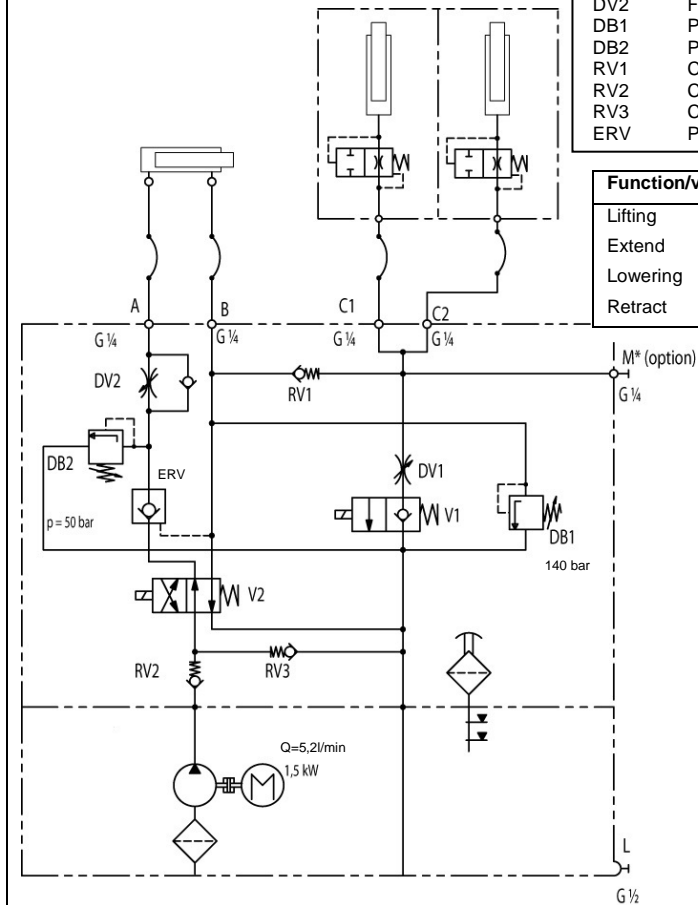 DV2 F
DB1 P
DB2 P
RV1 C
RV2 C
RV3 C
ERV P
Function/v
Lifting
Extend
Lowering
Retract
A B C1 C2
G ¼ G ¼ G ¼ G ¼
M* (option)
G ¼
DV2
RV1
DB2
ERV
DV1
p = 50 bar
V1
DB1
140 bar
V2
RV2 RV3
Q=5,2l/min
1,5 kW
M
L
G ½